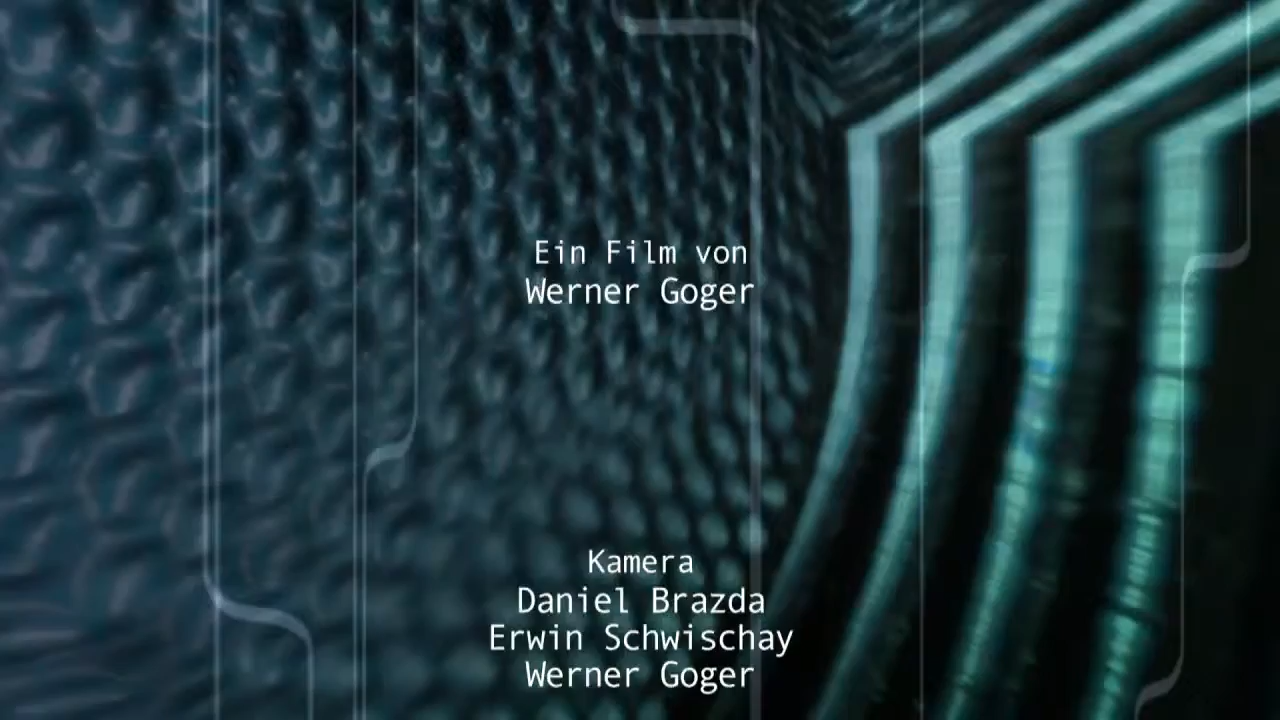 Ein Film von
Werner Goger
Kamera
Daniel Brazda
Erwin Schwischay
Werner Goger